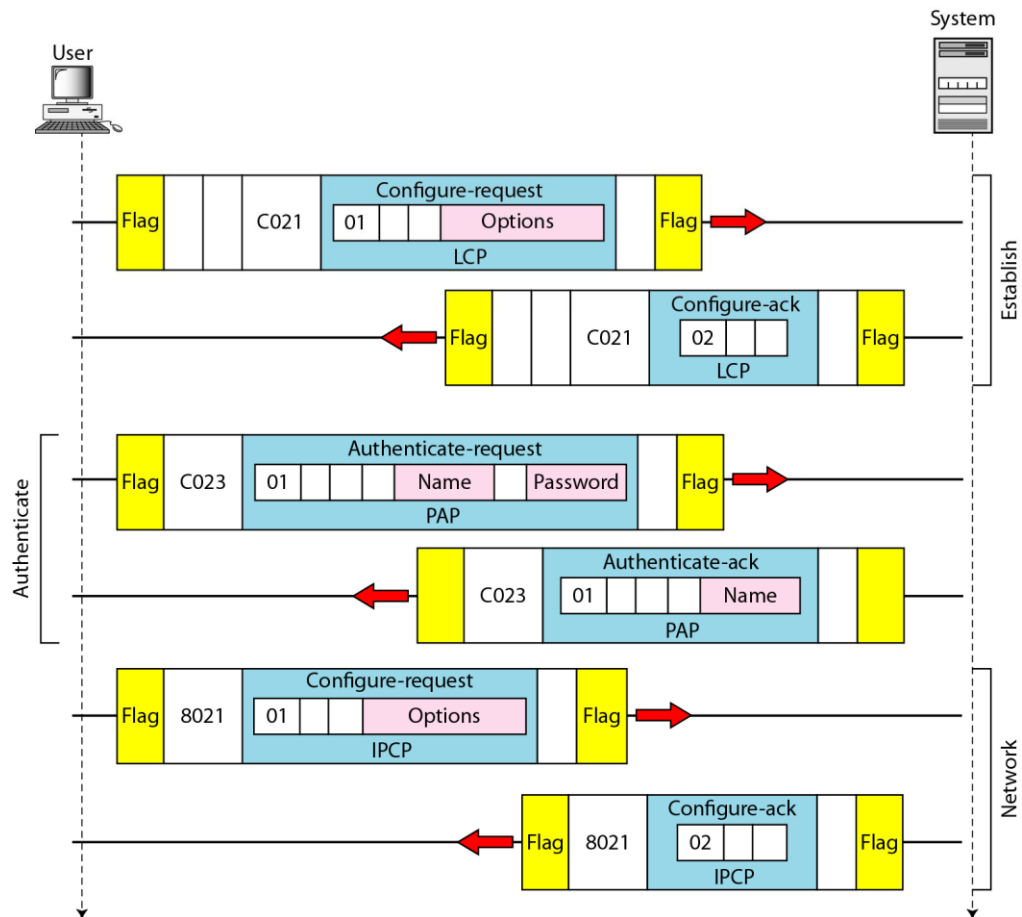 System
User
Configure-request
Flag C021 01 Options Flag
LCP
Establish
Configure-ack
Flag C021 02 Flag
LCP
Authenticate
Authenticate-request
Flag C023 01 Name Password Flag
PAP
Authenticate-ack
C023 01 Name
PAP
Configure-request
Flag 8021 01 Options Flag
IPCP
Network
Configure-ack
Flag 8021 02 Flag
IPCP